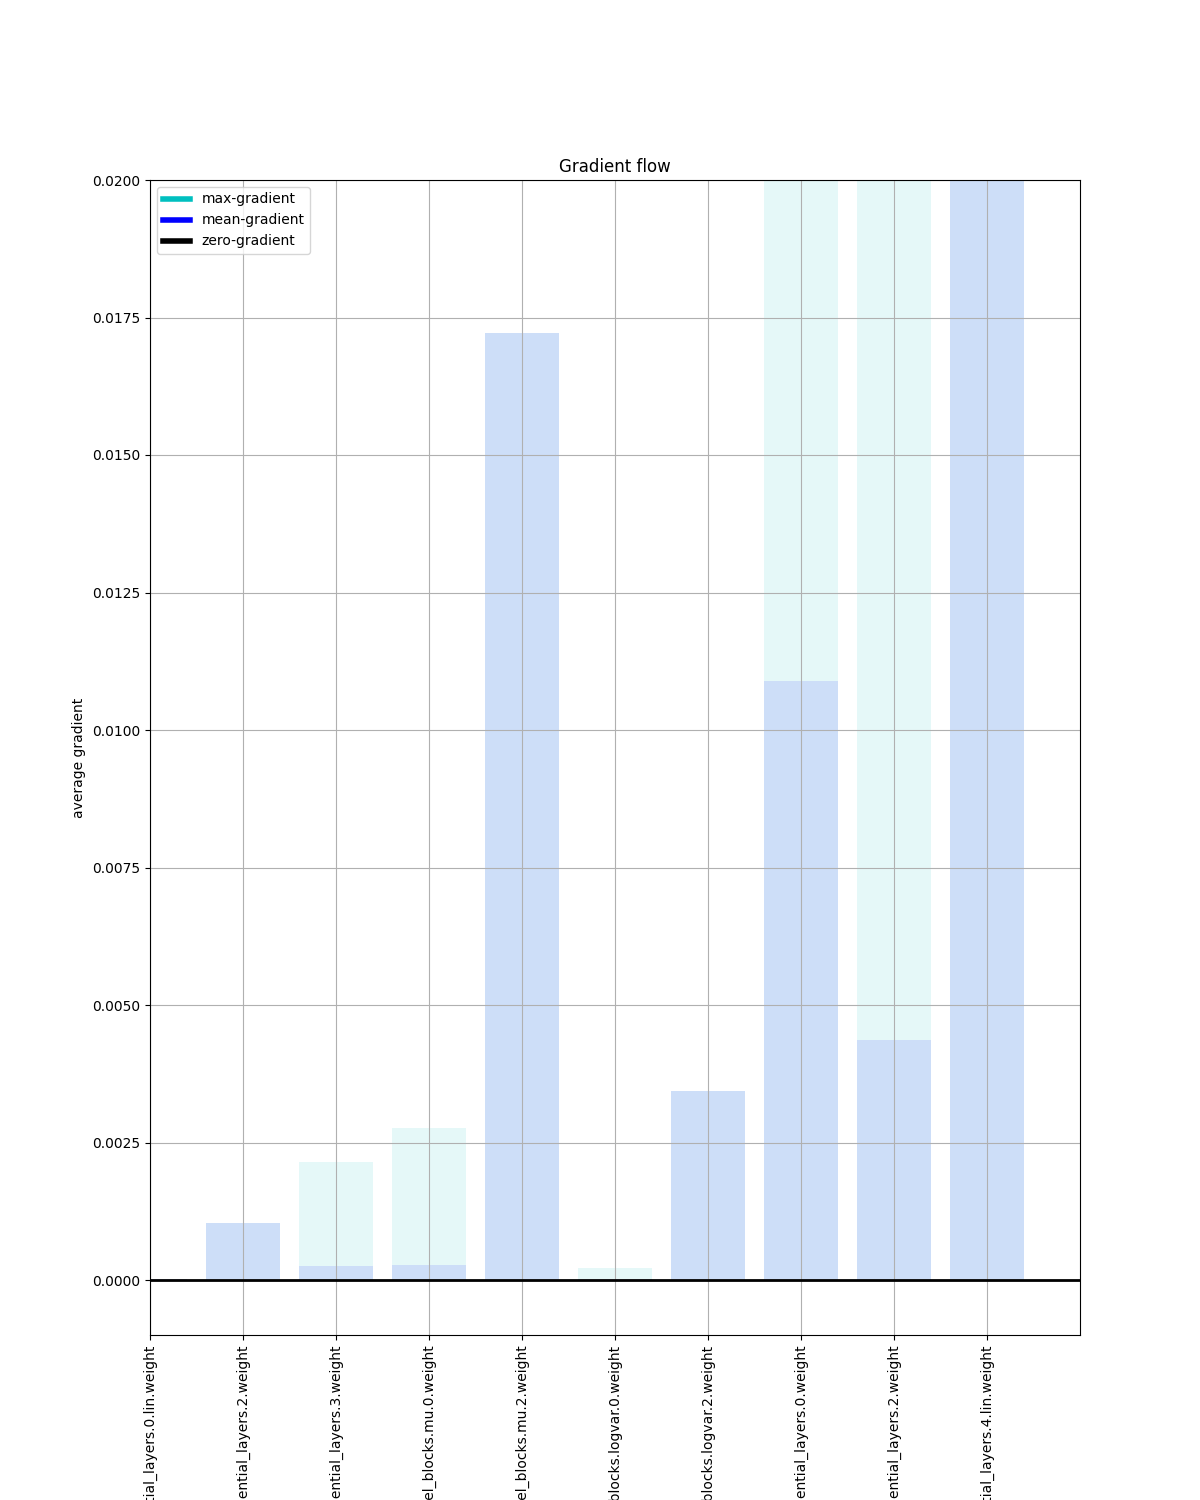 Gradient flow
max-gradient
mean-gradient
zero-gradient
0.0200
0.0175
0.0150
0.0125
0.0100
0.0075
0.0050
0.0025
0.0000
average gradient
tial_layers.0.lin.weight
ential_layers.2.weight
ential_layers.3.weight
el_blocks.mu.0.weight
el_blocks.mu.2.weight
blocks.logvar.0.weight
blocks.logvar.2.weight
ential_layers.0.weight
ential_layers.2.weight
tial_layers.4.lin.weight